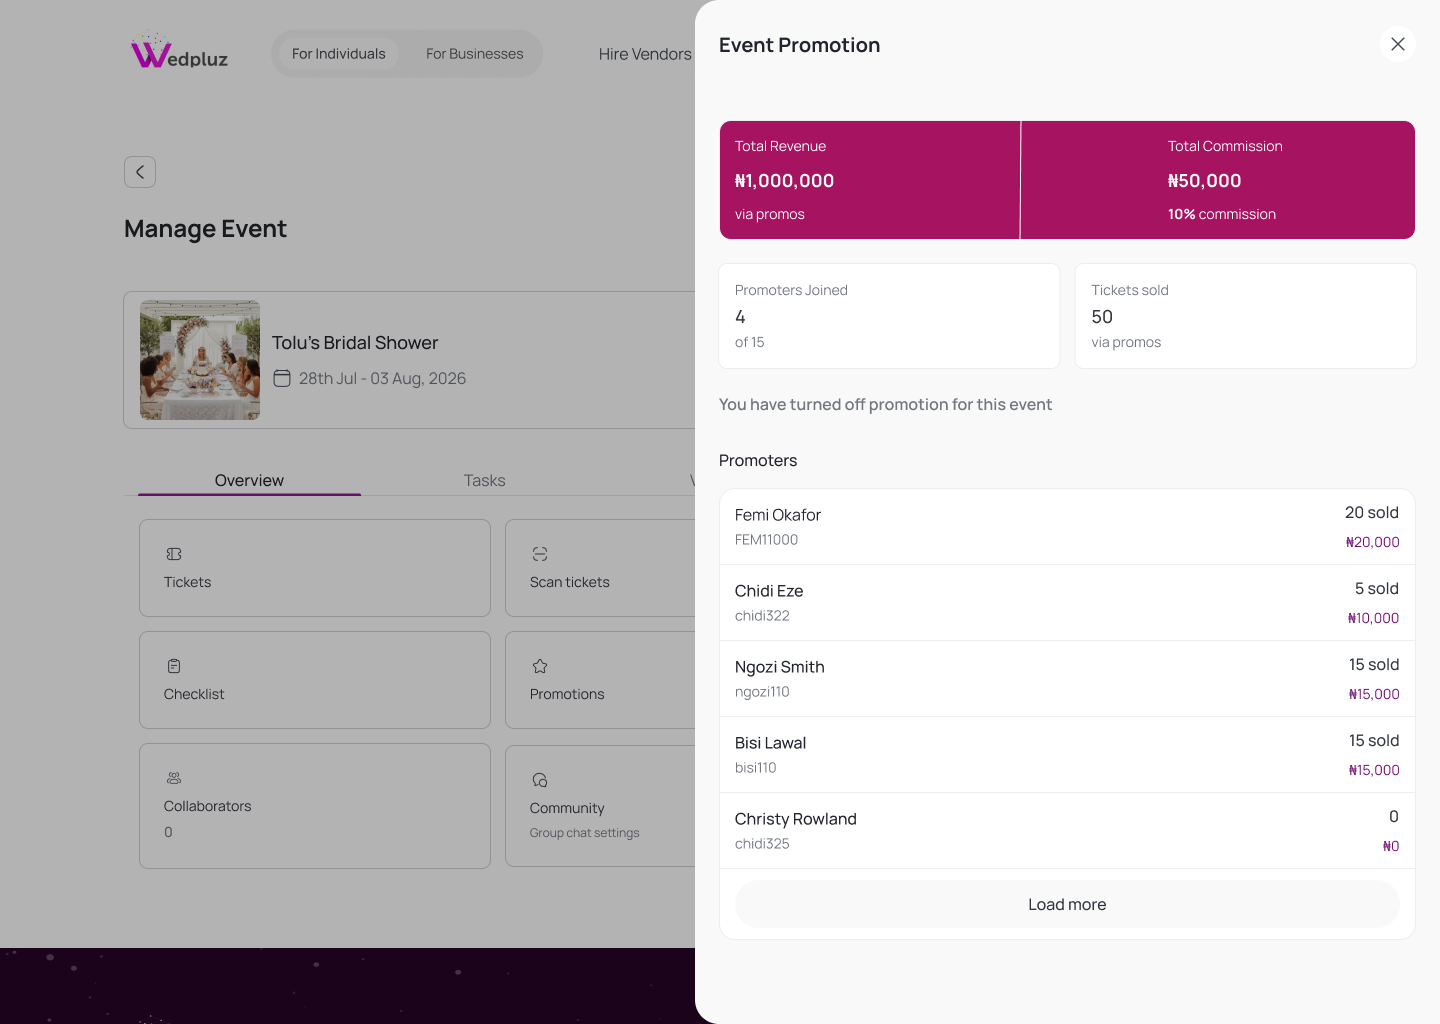 Wedpluz
For Individuals
For Businesses
Hire Vendors
Manage Event
Tolu's Bridal Shower
28th Jul - 03 Aug, 2026
Overview
Tasks
Tickets
Scan tickets
Checklist
Promotions
Collaborators
0
Community
Group chat settings
Event Promotion
Total Revenue
₦1,000,000
via promos
Total Commission
₦50,000
10% commission
Promoters Joined
4
of 15
Tickets sold
50
via promos
You have turned off promotion for this event
Promoters
Femi Okafor
20 sold
FEM11000
₦20,000
Chidi Eze
5 sold
chidi322
₦10,000
Ngozi Smith
15 sold
ngozi110
₦15,000
Bisi Lawal
15 sold
bisi110
₦15,000
Christy Rowland
0
chidi325
₦0
Load more